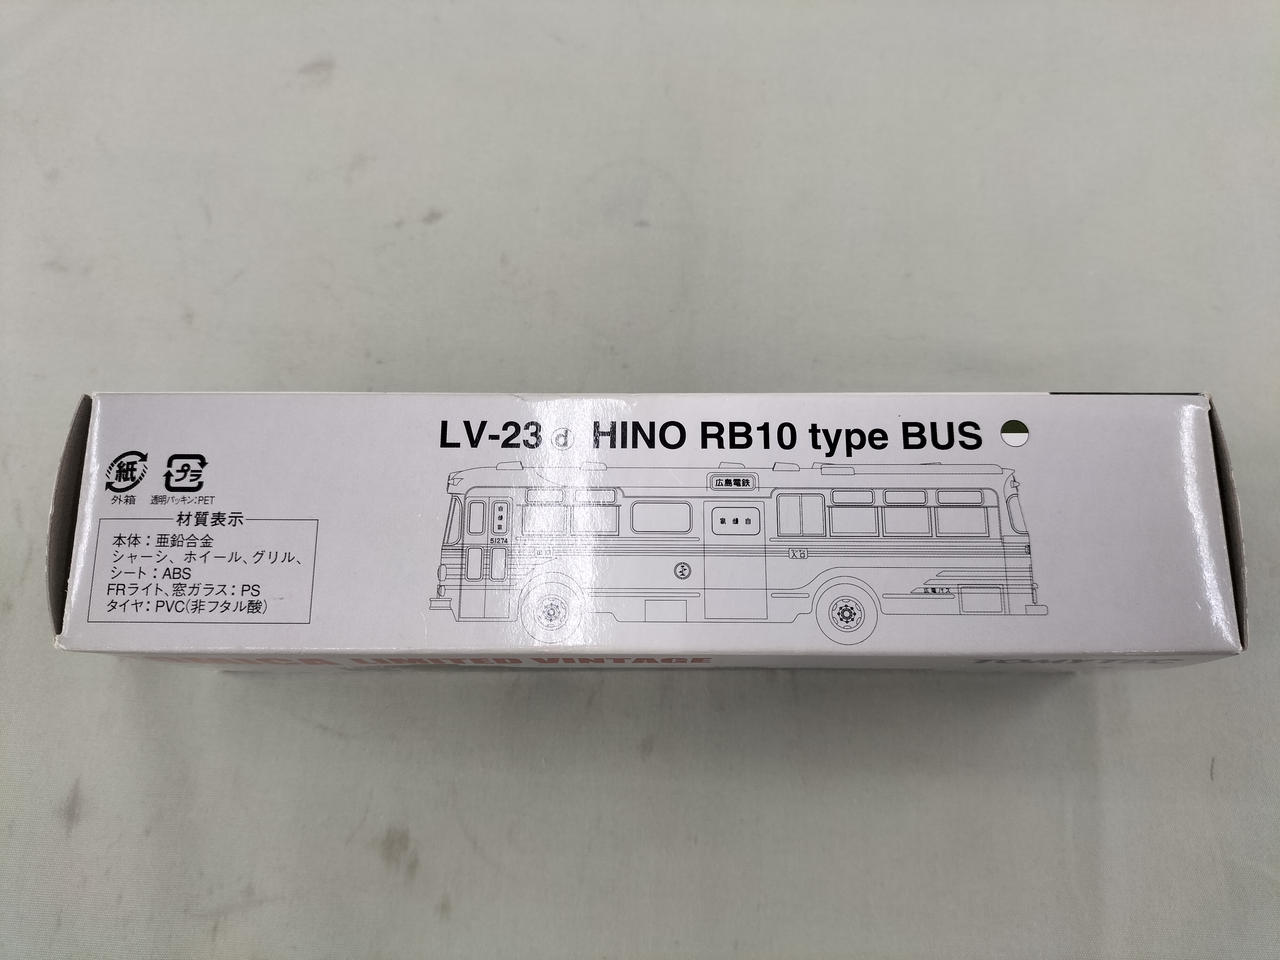 LV-23 d HINO RB10 type BUS
紙
外箱
プラ
透明パッキン:PET
材質表示
本体：亜鉛合金
シャーシ、ホイール、グリル、
シート：ABS
FRライト、窓ガラス：PS
タイヤ：PVC(非フタル酸)
広島電鉄
51274
広電バス
LIMITED VINTAGE
TOMYTEC